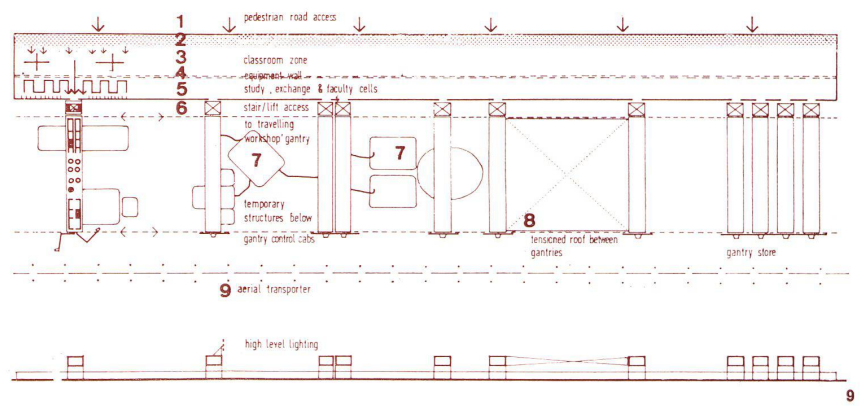 1 pedestrian road access
2
3 classroom zone
4 equipment wall
5 study, exchange & faculty cells
6 stair/lift access
to travelling
workshop gantry
7
7
temporary
structures below
gantry control cabs
8
tensioned roof between
gantries
gantry store
9 aerial transporter
high level lighting
9